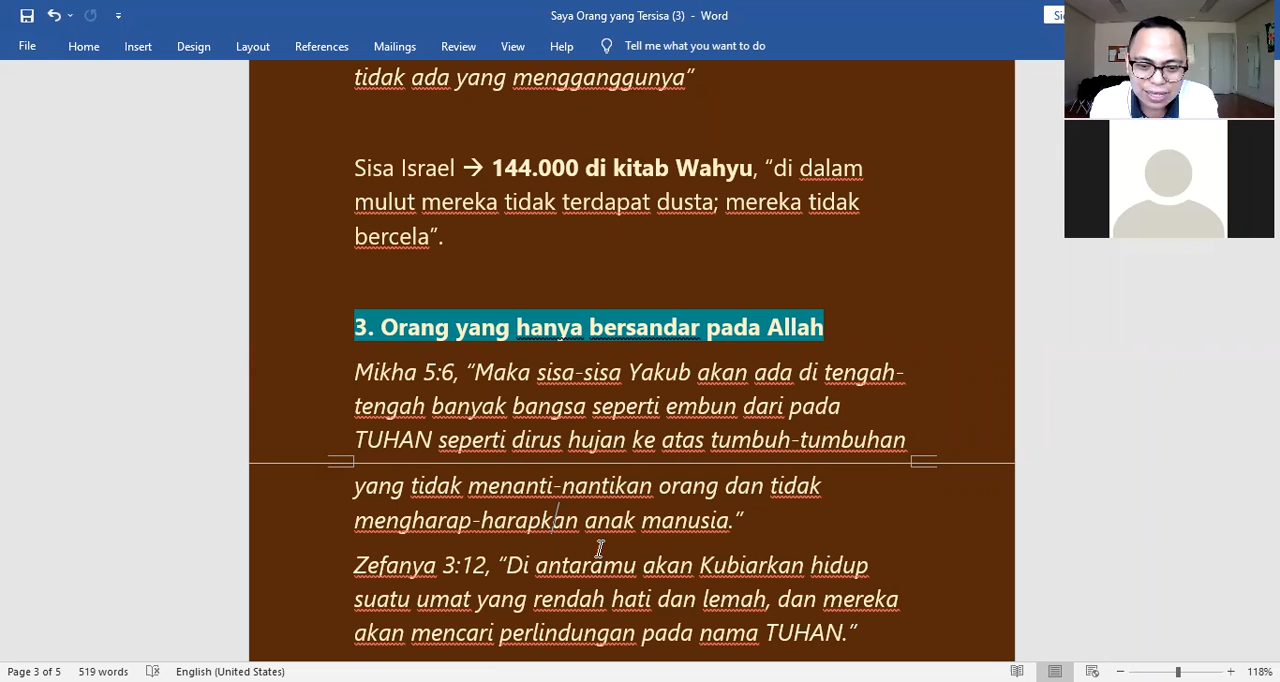 Saya Orang yang Tersisa (3) - Word
File Home Insert Design Layout References Mailings Review View Help Tell me what you want to do
tidak ada yang mengganggunya”
Sisa Israel → 144.000 di kitab Wahyu, “di dalam
mulut mereka tidak terdapat dusta; mereka tidak
bercela”.
3. Orang yang hanya bersandar pada Allah
Mikha 5:6, “Maka sisa-sisa Yakub akan ada di tengah-
tengah banyak bangsa seperti embun dari pada
TUHAN seperti dirus hujan ke atas tumbuh-tumbuhan
yang tidak menanti-nantikan orang dan tidak
mengharap-harapkan anak manusia.”
Zefanya 3:12, “Di antaramu akan Kubiarkan hidup
suatu umat yang rendah hati dan lemah, dan mereka
akan mencari perlindungan pada nama TUHAN.”
Page 3 of 5 519 words English (United States) 118%